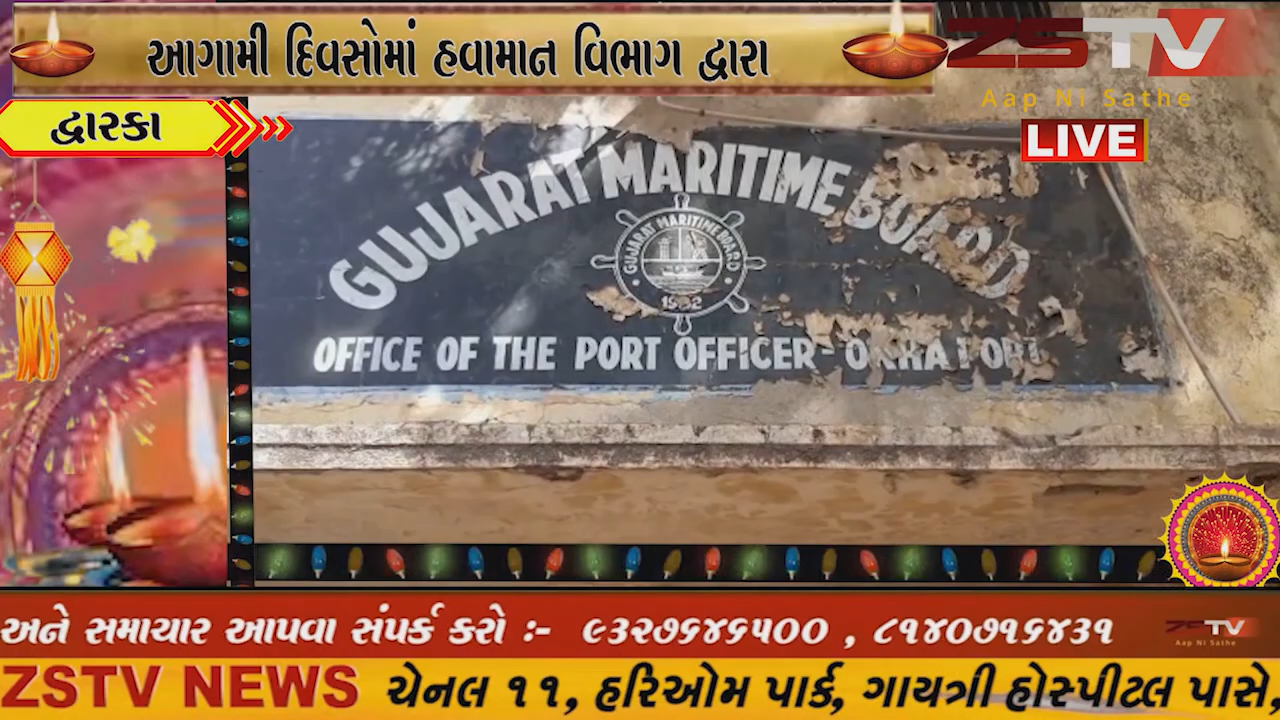 આગામી દિવસોમાં હવામાન વિભાગ દ્વારા
ZSTV
Aap Ni Sathe
દ્વારકા
LIVE
GUJARAT MARITIME BOARD
GUJARAT MARITIME BOARD
OFFICE OF THE PORT OFFICER -
અને સમાચાર આપવા સંપર્ક કરો :- ૯૩૨૭૬૪૬૫૦૦ , ૮૧૪૦૭૧૬૪૩૧
ZSTV
Aap Ni Sathe
ZSTV NEWS ચેનલ ૧૧, હરિઓમ પાર્ક, ગાયત્રી હોસ્પીટલ પાસે,